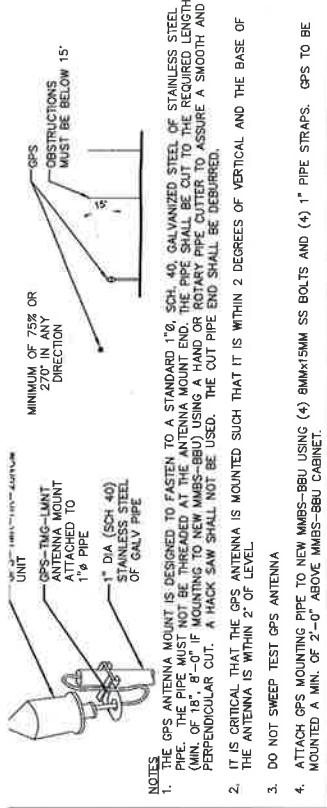 UNIT
GPS-TMG-LMNT
ANTENNA MOUNT
ATTACHED TO
1"ø PIPE
1" DIA (SCH 40)
STAINLESS STEEL
OF GALV PIPE
MINIMUM OF 75% OR
270° IN ANY
DIRECTION
GPS
OBSTRUCTIONS
MUST BE BELOW 15°
15°
NOTES
1. THE GPS ANTENNA MOUNT IS DESIGNED TO FASTEN TO A STANDARD 1"Ø, SCH. 40, GALVANIZED STEEL OF STAINLESS STEEL
PIPE. THE PIPE MUST NOT BE THREADED AT THE ANTENNA MOUNT END. THE PIPE SHALL BE CUT TO THE REQUIRED LENGTH
(MIN. OF 18", 8'-0" IF MOUNTING TO NEW MMBS-BBU) USING A HAND OR ROTARY PIPE CUTTER TO ASSURE A SMOOTH AND
PERPENDICULAR CUT. A HACK SAW SHALL NOT BE USED. THE CUT PIPE END SHALL BE DEBURRED.
2. IT IS CRITICAL THAT THE GPS ANTENNA IS MOUNTED SUCH THAT IT IS WITHIN 2 DEGREES OF VERTICAL AND THE BASE OF
THE ANTENNA IS WITHIN 2° OF LEVEL
3. DO NOT SWEEP TEST GPS ANTENNA
4. ATTACH GPS MOUNTING PIPE TO NEW MMBS-BBU USING (4) 8MMx15MM SS BOLTS AND (4) 1" PIPE STRAPS. GPS TO BE
MOUNTED A MIN. OF 2'-0" ABOVE MMBS-BBU CABINET.